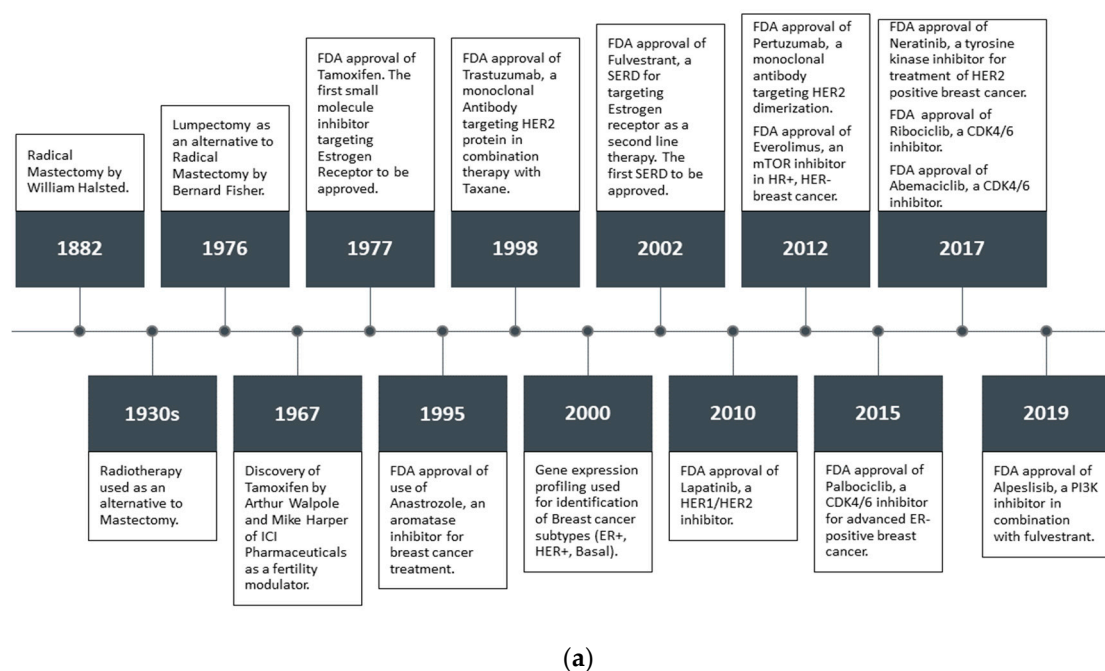 Radical
Mastectomy by
William Halsted.
1882
Lumpectomy as
an alternative to
Radical
Mastectomy by
Bernard Fisher.
1976
FDA approval of
Tamoxifen. The
first small
molecule
inhibitor
targeting
Estrogen
Receptor to be
approved.
1977
FDA approval of
Trastuzumab, a
monoclonal
Antibody
targeting HER2
protein in
combination
therapy with
Taxane.
1998
FDA approval of
Fulvestrant, a
SERD for
targeting
Estrogen
receptor as a
second line
therapy. The
first SERD to be
approved.
2002
FDA approval of
Pertuzumab, a
monoclonal
antibody
targeting HER2
dimerization.
FDA approval of
Everolimus, an
mTOR inhibitor
in HR+, HER-
breast cancer.
2012
FDA approval of
Neratinib, a tyrosine
kinase inhibitor for
treatment of HER2
positive breast cancer.
FDA approval of
Ribociclib, a CDK4/6
inhibitor.
FDA approval of
Abemaciclib, a CDK4/6
inhibitor.
2017
1930s
Radiotherapy
used as an
alternative to
Mastectomy.
1967
Discovery of
Tamoxifen by
Arthur Walpole
and Mike Harper
of ICI
Pharmaceuticals
as a fertility
modulator.
1995
FDA approval of
use of
Anastrozole, an
aromatase
inhibitor for
breast cancer
treatment.
2000
Gene expression
profiling used
for identification
of Breast cancer
subtypes (ER+,
HER+, Basal).
2010
FDA approval of
Lapatinib, a
HER1/HER2
inhibitor.
2015
FDA approval of
Palbociclib, a
CDK4/6 inhibitor
for advanced ER-
positive breast
cancer.
2019
FDA approval of
Alpeslisib, a PI3K
inhibitor in
combination
with fulvestrant.
(a)